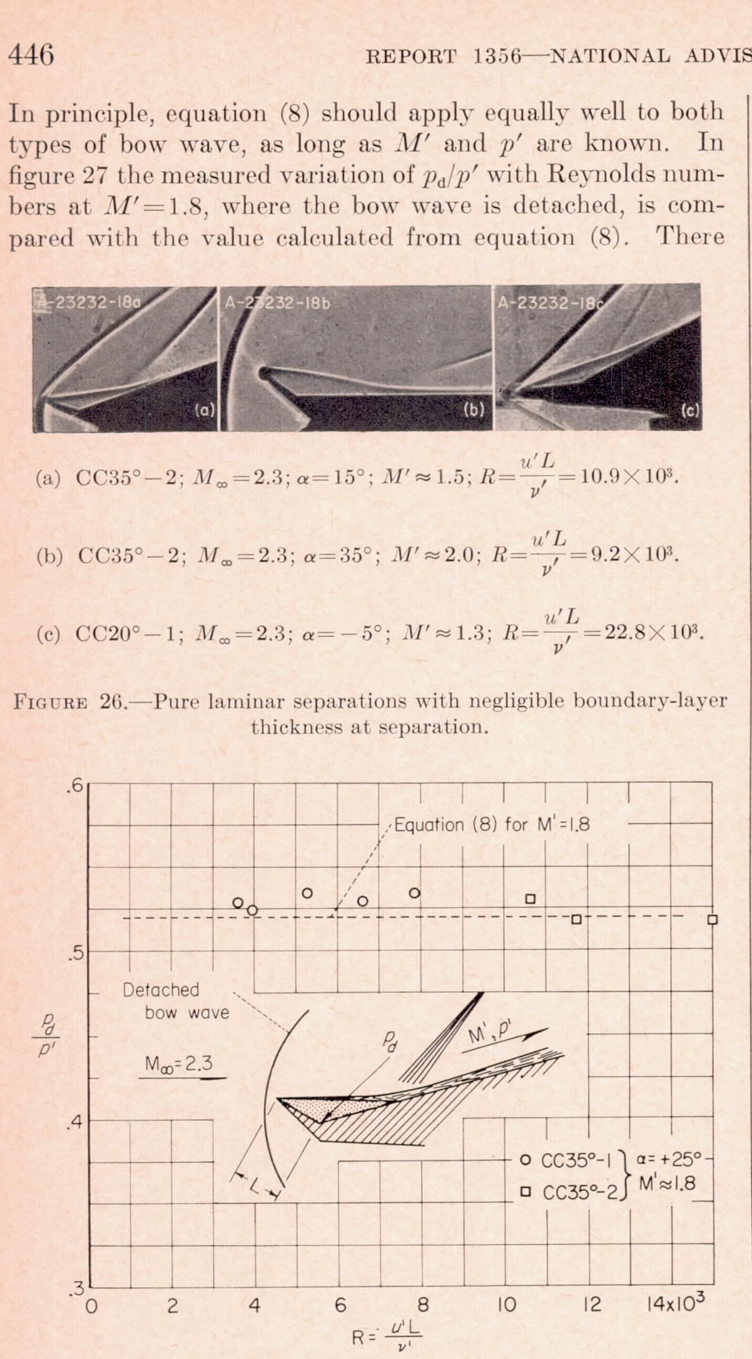 446
REPORT 1356—NATIONAL ADVIS
In principle, equation (8) should apply equally well to both
types of bow wave, as long as M′ and p′ are known. In
figure 27 the measured variation of p_d/p′ with Reynolds num-
bers at M′=1.8, where the bow wave is detached, is com-
pared with the value calculated from equation (8). There
A-23232-18a
A-23232-18b
A-23232-18c
(a)
(b)
(c)
(a) CC35°−2; M∞=2.3; α=15°; M′≈1.5; R=u′L/ν′=10.9×10³.
(b) CC35°−2; M∞=2.3; α=35°; M′≈2.0; R=u′L/ν′=9.2×10³.
(c) CC20°−1; M∞=2.3; α=−5°; M′≈1.3; R=u′L/ν′=22.8×10³.
FIGURE 26.—Pure laminar separations with negligible boundary-layer
thickness at separation.
.6
Equation (8) for M'=1.8
.5
Detached
bow wave
p_d/p'
M∞=2.3
P_d
M', p'
.4
L
CC35°-1
CC35°-2
α=+25°
M'≈1.8
.3
0 2 4 6 8 10 12 14x10³
R= u'L/ν'